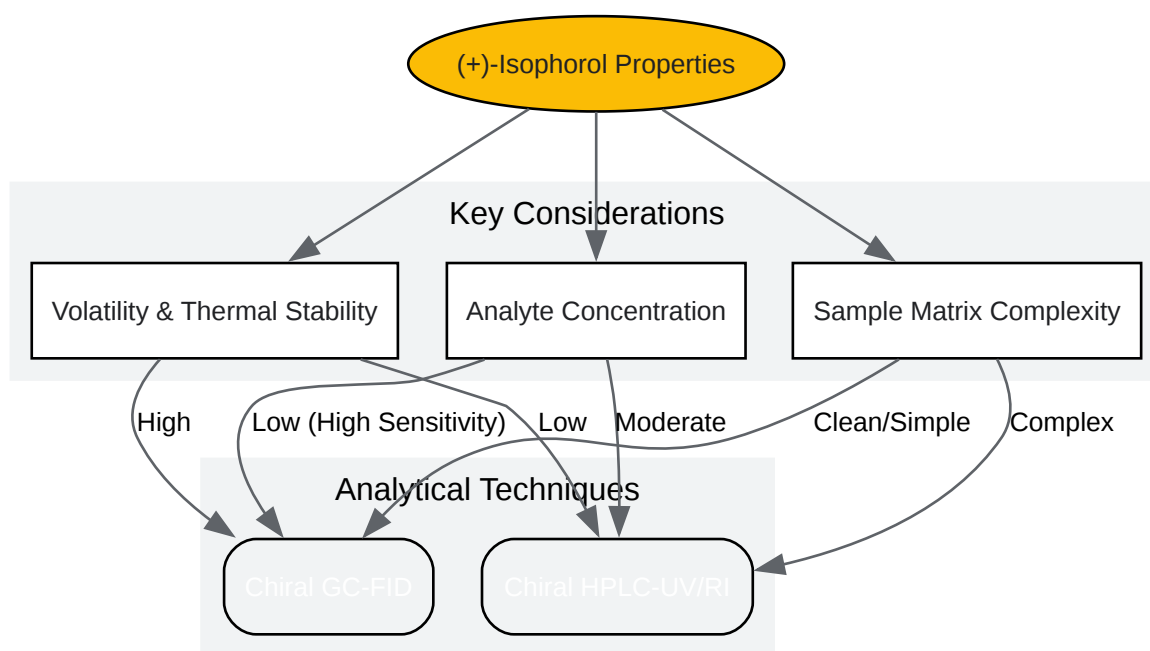 (+)-Isophorol Properties
Key Considerations
Volatility & Thermal Stability
Analyte Concentration
Sample Matrix Complexity
High
Low (High Sensitivity)
Low
Moderate
Clean/Simple
Complex
Analytical Techniques
Chiral GC-FID
Chiral HPLC-UV/RI